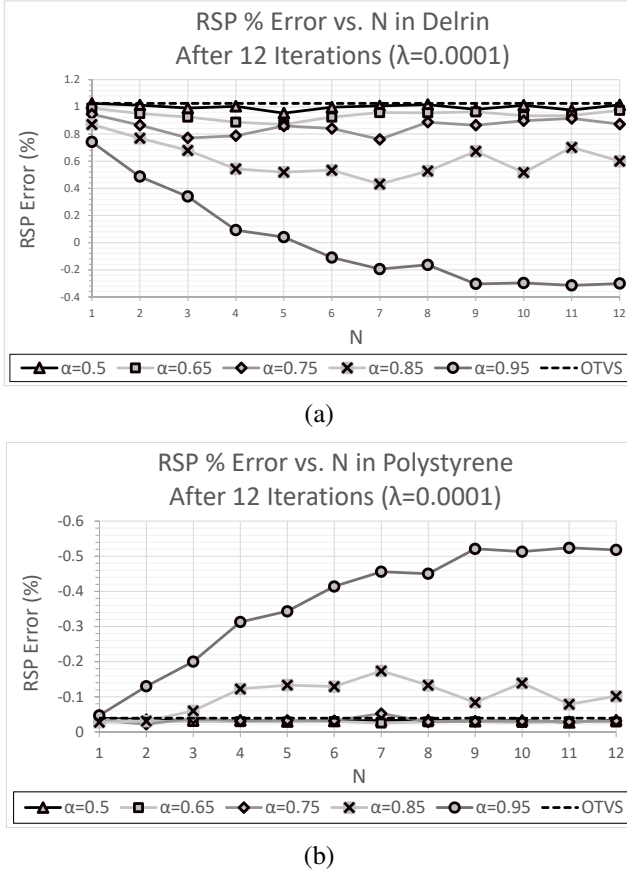 RSP % Error vs. N in Delrin
After 12 Iterations (λ=0.0001)
RSP Error (%)
1.2
1
0.8
0.6
0.4
0.2
0
-0.2
-0.4
1 2 3 4 5 6 7 8 9 10 11 12
N
α=0.5 α=0.65 α=0.75 α=0.85 α=0.95 OTVS
(a)
RSP % Error vs. N in Polystyrene
After 12 Iterations (λ=0.0001)
RSP Error (%)
-0.6
-0.5
-0.4
-0.3
-0.2
-0.1
0
1 2 3 4 5 6 7 8 9 10 11 12
N
α=0.5 α=0.65 α=0.75 α=0.85 α=0.95 OTVS
(b)